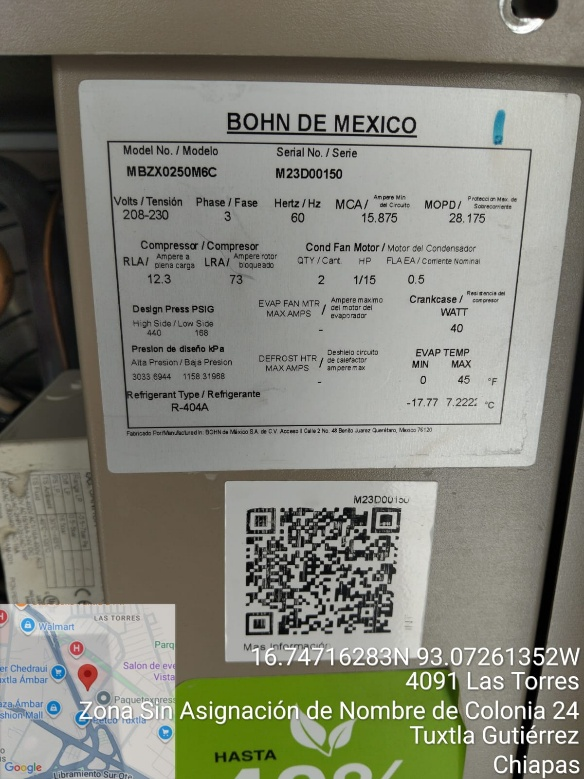 BOHN DE MEXICO
Model No. / Modelo Serial No. / Serie
MBZX0250M6C M23D00150
Volts / Tensión Phase / Fase Hertz / Hz MCA / Ampere Min del Circuito MOPD / Protección Max. de Sobrecorriente
208-230 3 60 15.875 28.175
Compressor / Compresor Cond Fan Motor / Motor del Condensador
RLA / Ampere a plena carga LRA / Ampere rotor bloqueado QTY / Cant. HP FLA EA / Corriente Nominal
12.3 73 2 1/15 0.5
Design Press PSIG EVAP FAN MTR MAX AMPS / Ampere maximo del motor del evaporador Crankcase / Resistencia del compresor
WATT
High Side / Low Side
440 168 - 40
Presion de diseño kPa DEFROST HTR MAX AMPS / Deshielo circuito de calefactor ampere max EVAP TEMP
Alta Presion / Baja Presion MIN MAX
3033.6944 1158.31968 - 0 45 °F
Refrigerant Type / Refrigerante
R-404A -17.77 7.2222 °C
Fabricado Por/Manufactured In: BOHN de México S.A. de C.V. Acceso II Calle 2 No. 48 Benito Juarez Querétaro, Mexico 76120
M23D00150
Mas Información
16.74716283N 93.07261352W
4091 Las Torres
Zona Sin Asignación de Nombre de Colonia 24
Tuxtla Gutiérrez
Chiapas
LAS TORRES
Walmart
Parq
Salon de eve
Vista
er Chedraui
Tuxtla Ámbar
Paquetexpress
aza Ámbar
shion Mall
Tuxtla
Google
Libramiento Sur Ote
HASTA